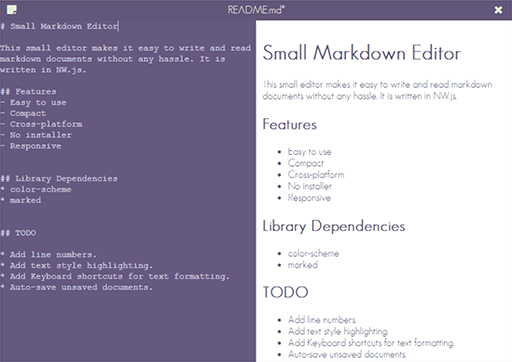 README.md*
# Small Markdown Editor
This small editor makes it easy to write and read
markdown documents without any hassle. It is
written in NW.js.
## Features
- Easy to use
- Compact
- Cross-platform
- No installer
- Responsive
## Library Dependencies
* color-scheme
* marked
## TODO
* Add line numbers.
* Add text style highlighting.
* Add Keyboard shortcuts for text formatting.
* Auto-save unsaved documents.
Small Markdown Editor
This small editor makes it easy to write and read markdown
documents without any hassle. It is written in NW.js.
Features
• Easy to use
• Compact
• Cross-platform
• No installer
• Responsive
Library Dependencies
• color-scheme
• marked
TODO
• Add line numbers.
• Add text style highlighting.
• Add Keyboard shortcuts for text formatting.
• Auto-save unsaved documents.